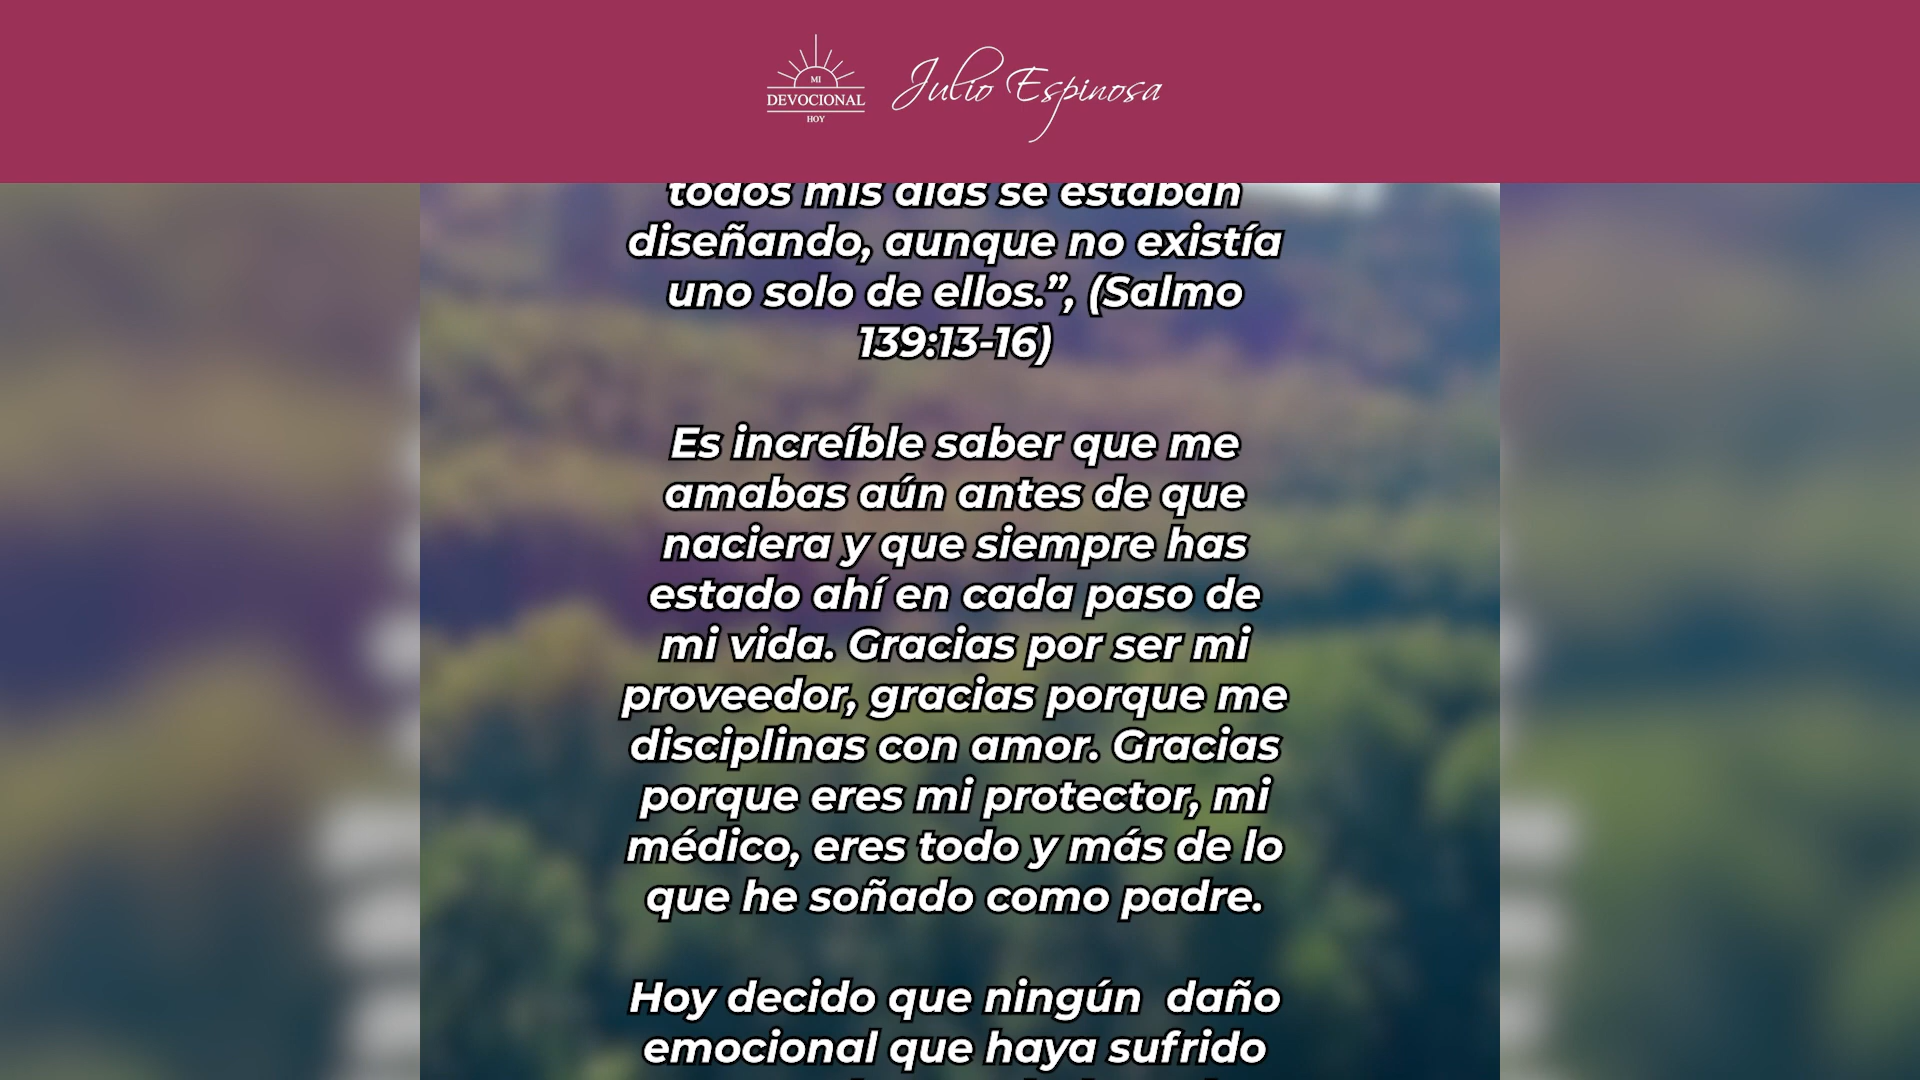 MI
DEVOCIONAL
HOY
Julio Espinosa
todos mis días se estaban
diseñando, aunque no existía
uno solo de ellos.”, (Salmo
139:13-16)
Es increíble saber que me
amabas aún antes de que
naciera y que siempre has
estado ahí en cada paso de
mi vida. Gracias por ser mi
proveedor, gracias porque me
disciplinas con amor. Gracias
porque eres mi protector, mi
médico, eres todo y más de lo
que he soñado como padre.
Hoy decido que ningún  daño
emocional que haya sufrido